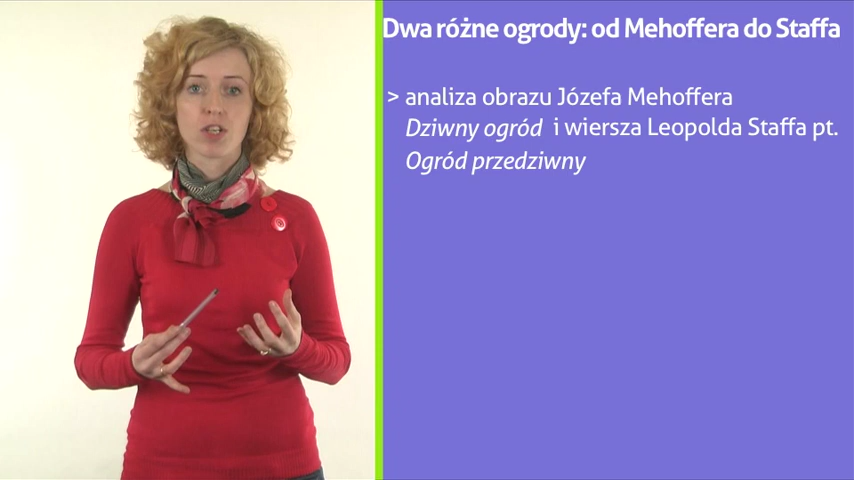 Dwa różne ogrody: od Mehoffera do Staffa
> analiza obrazu Józefa Mehoffera
Dziwny ogród i wiersza Leopolda Staffa pt.
Ogród przedziwny